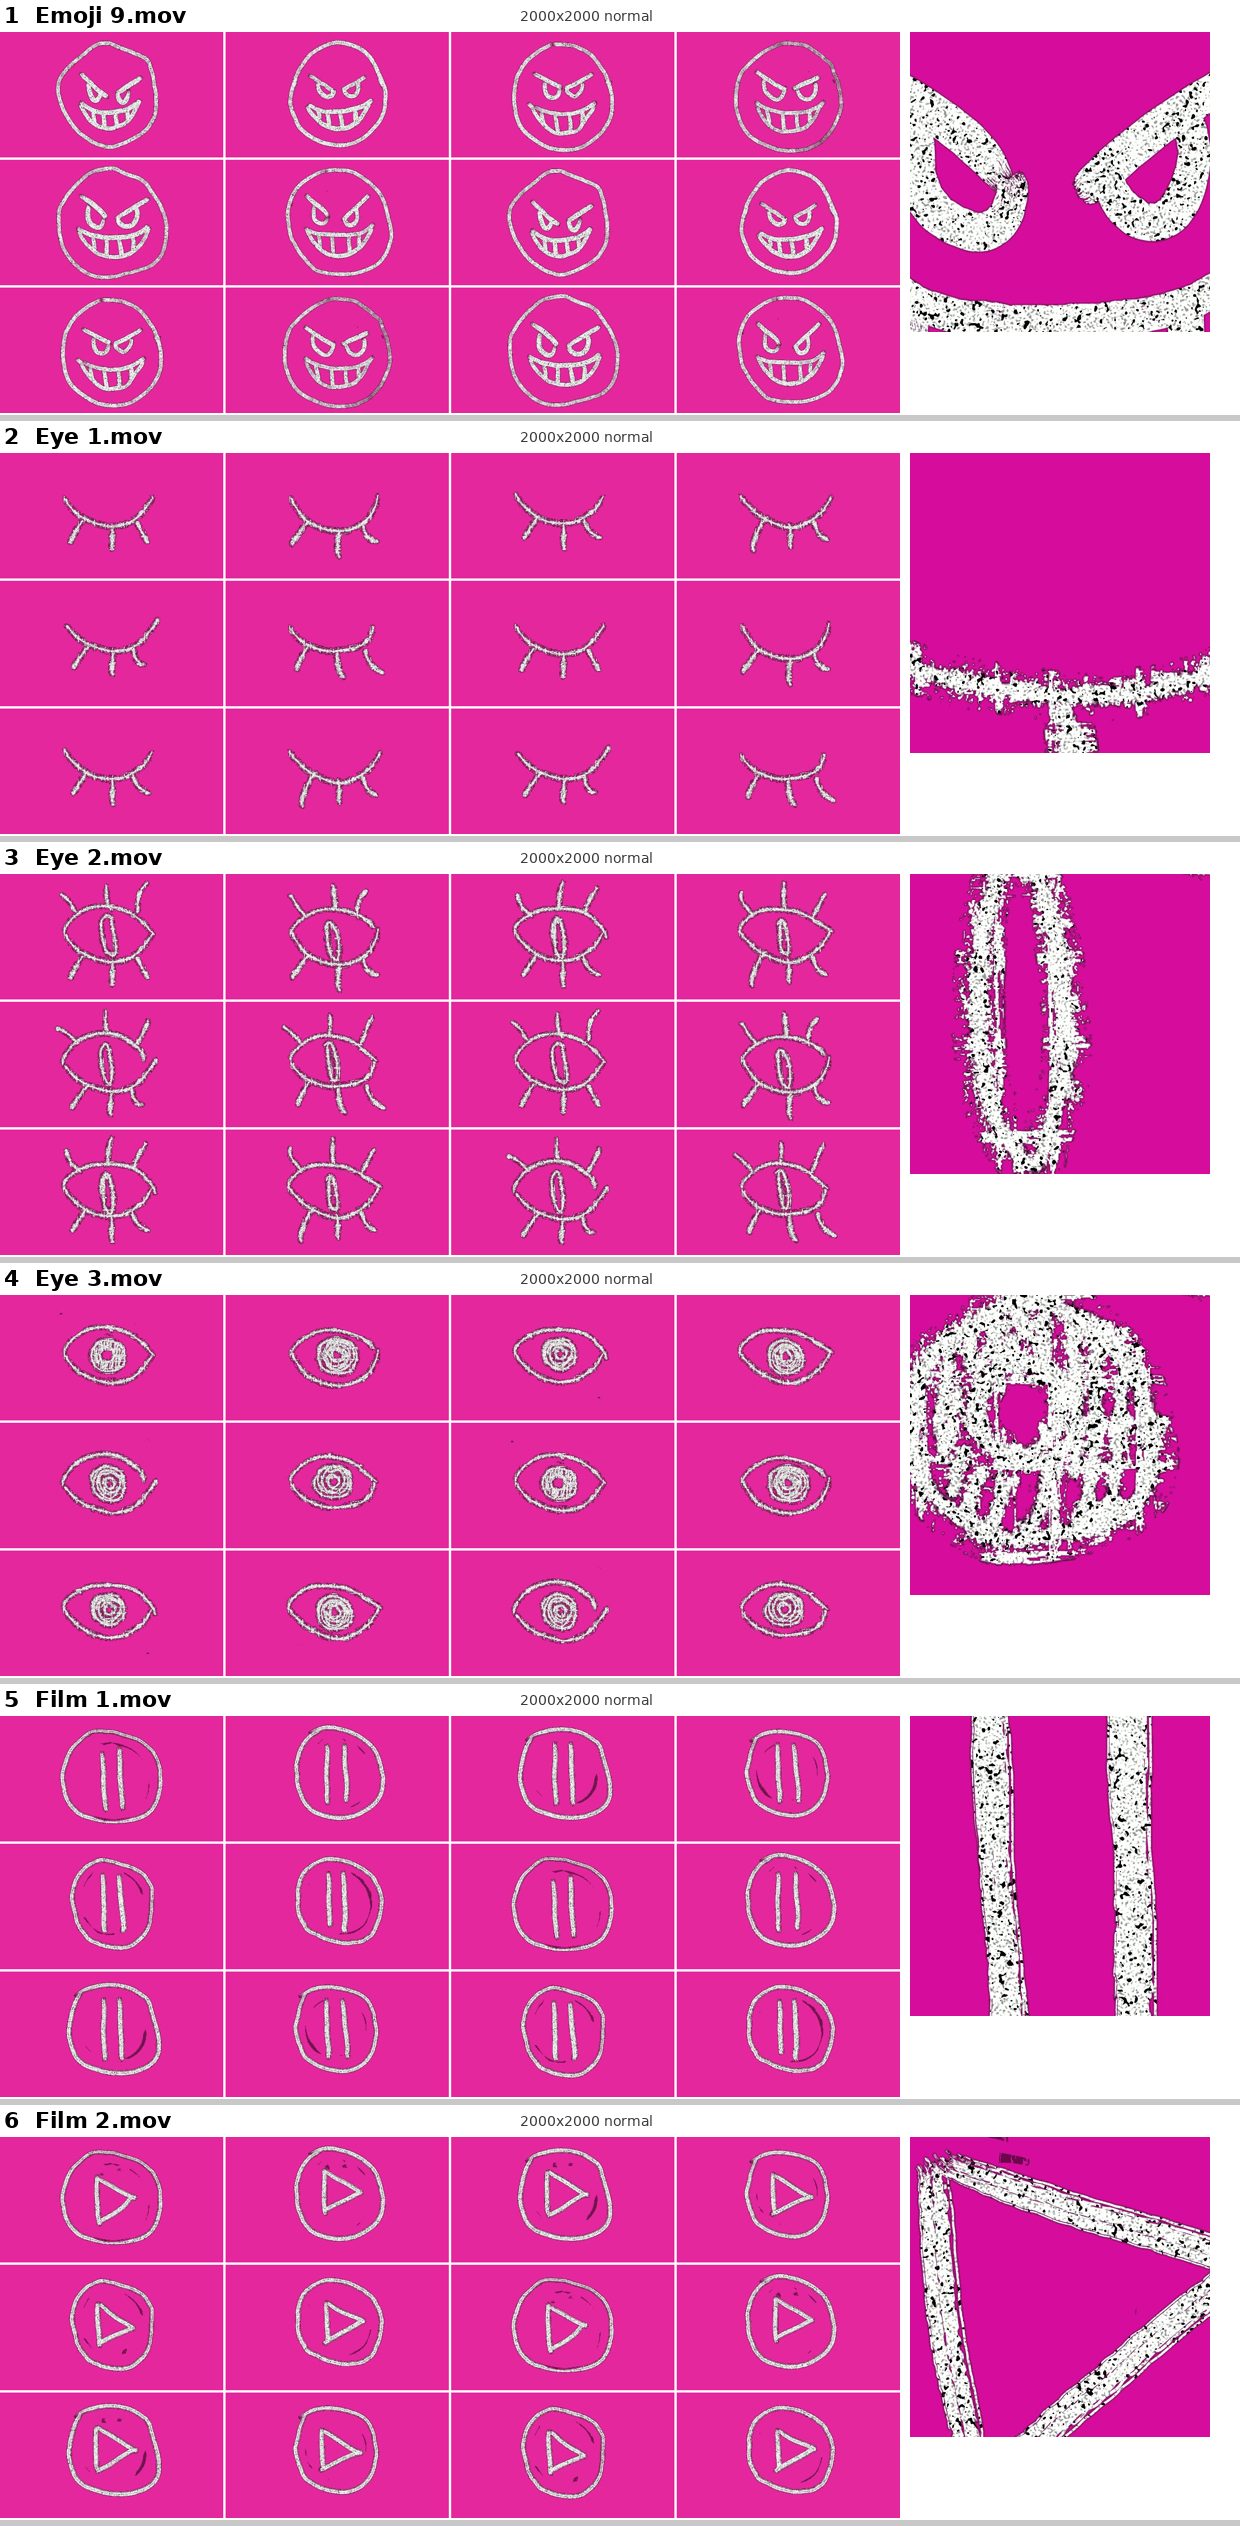 1 Emoji 9.mov 2000x2000 normal
2 Eye 1.mov 2000x2000 normal
3 Eye 2.mov 2000x2000 normal
4 Eye 3.mov 2000x2000 normal
5 Film 1.mov 2000x2000 normal
6 Film 2.mov 2000x2000 normal